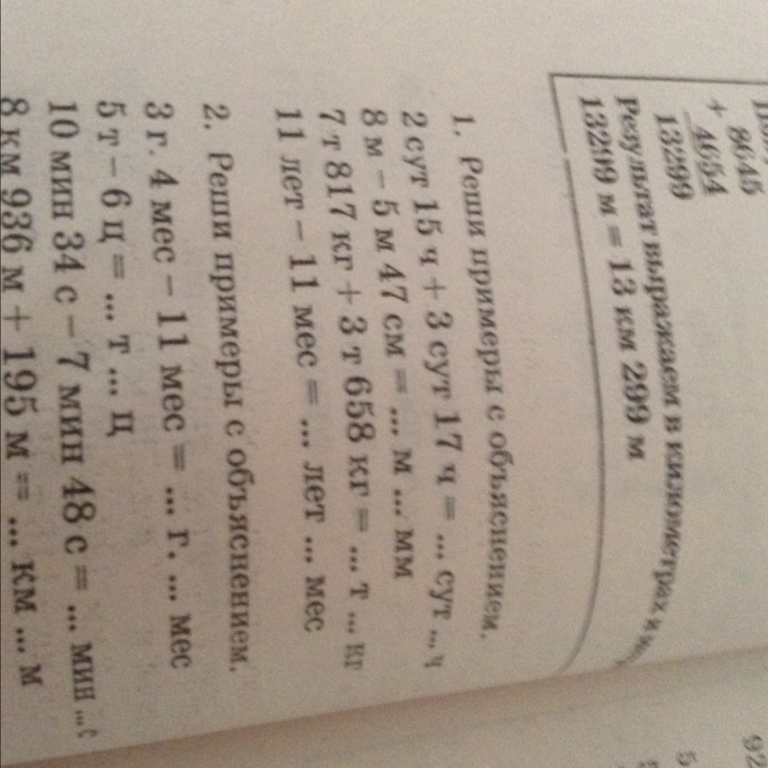 + 8645
4654
13299
Результат выражаем в километрах и
13299 м = 13 км 299 м
1. Реши примеры с объяснением.
2 сут 15 ч + 3 сут 17 ч = ... сут ... ч
8 м – 5 м 47 см = ... м ... мм
7 т 817 кг + 3 т 658 кг = ... т ... кг
11 лет – 11 мес = ... лет ... мес
2. Реши примеры с объяснением.
3 г. 4 мес – 11 мес = ... г. ... мес
5 т – 6 ц = ... т ... ц
10 мин 34 с – 7 мин 48 с = ... мин ... с
8 км 936 м + 195 м = ... км ... м
92
5